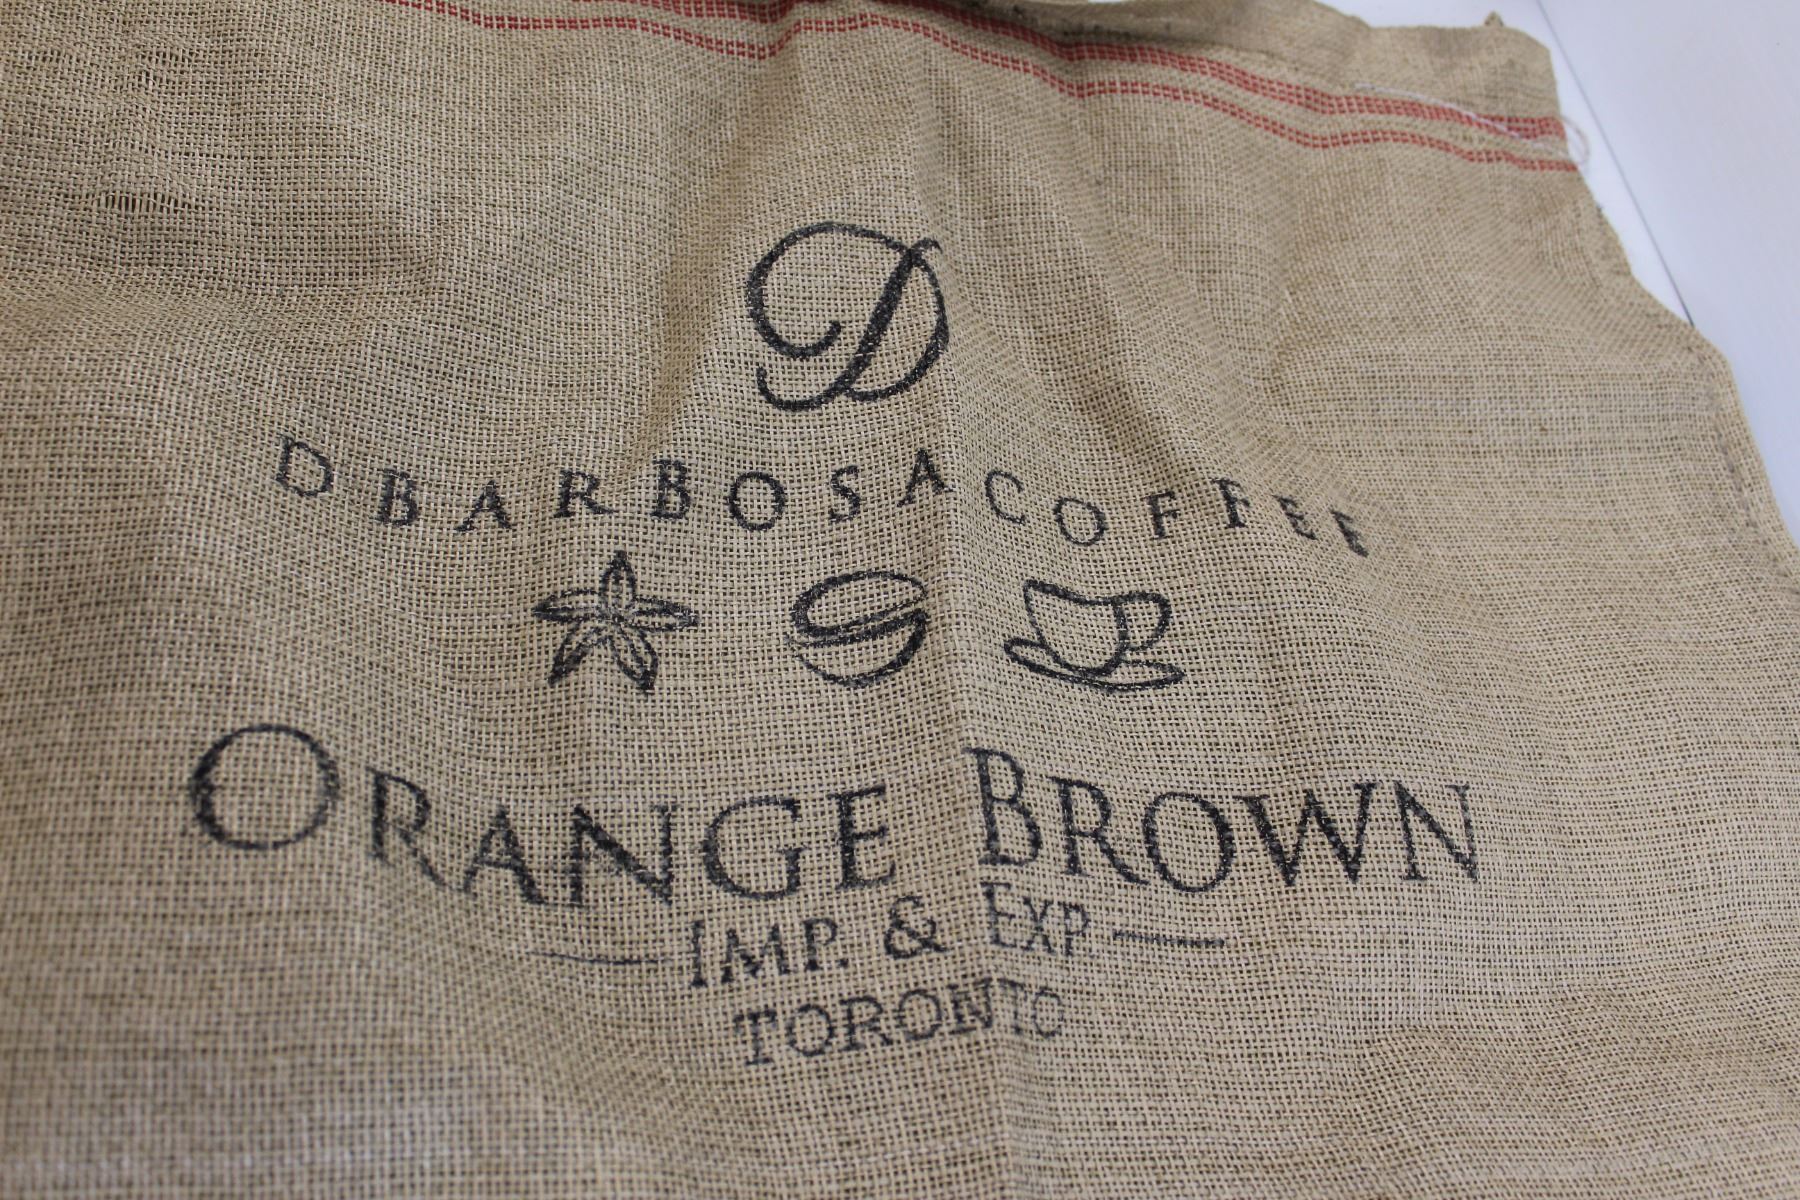 D
DBARBOSACOFFEE
ORANGE BROWN
IMP. & EXP.
TORONTO